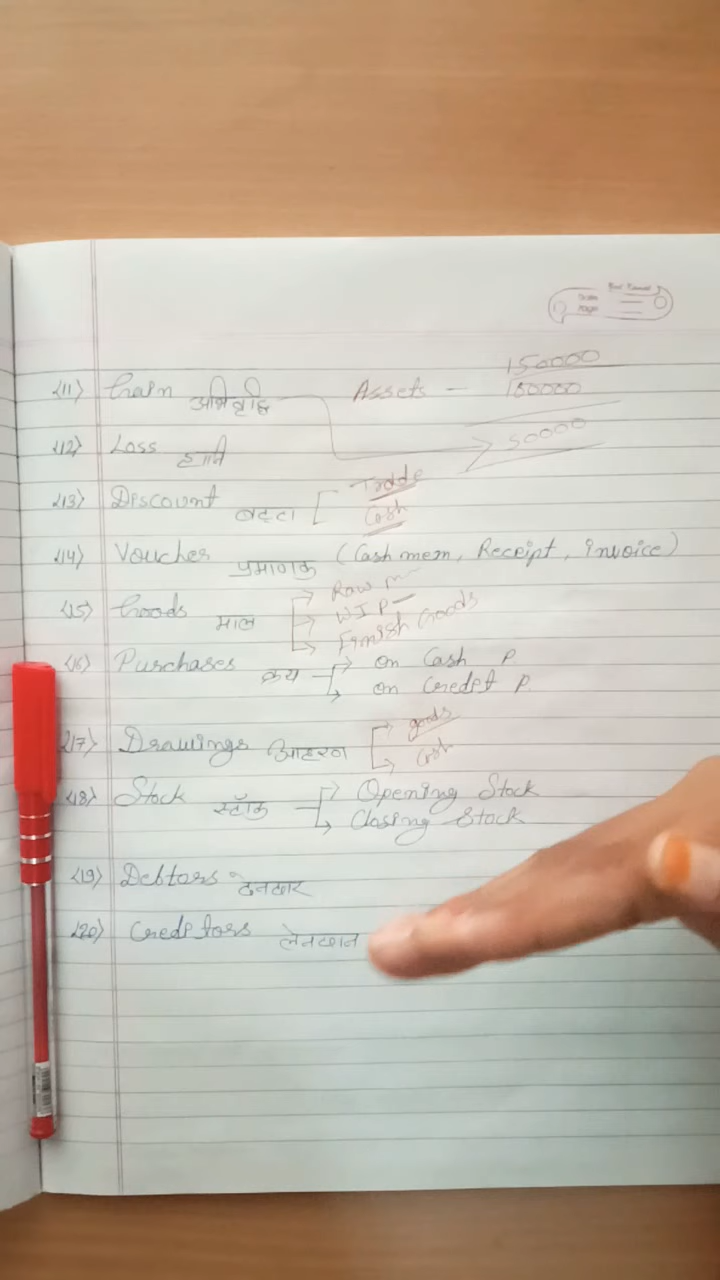 150000
(11) Gain अभिवृद्धि Assets - 100000
50000
(12) Loss हानि
(13) Discount बट्टा Trade
Cash
(14) Voucher प्रमाणक (Cash mem, Receipt, invoice)
(15) Goods माल Raw m
WIP
Finish Goods
(16) Purchases क्रय on Cash P
on Credit P.
(17) Drawings आहरण goods
Cash
(18) Stock स्टॉक Opening Stock
Closing Stock
(19) Debtors देनदार
(20) Creditors लेनदान